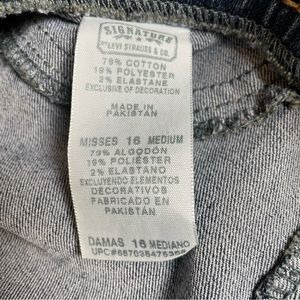 SIGNATURE
BY LEVI STRAUSS & CO.
79% COTTON
19% POLYESTER
2% ELASTANE
EXCLUSIVE OF DECORATION
MADE IN
PAKISTAN
MISSES 16 MEDIUM
79% ALGODÓN
19% POLIÉSTER
2% ELASTANO
EXCLUYENDO ELEMENTOS
DECORATIVOS
FABRICADO EN
PAKISTÁN
DAMAS 16 MEDIANO